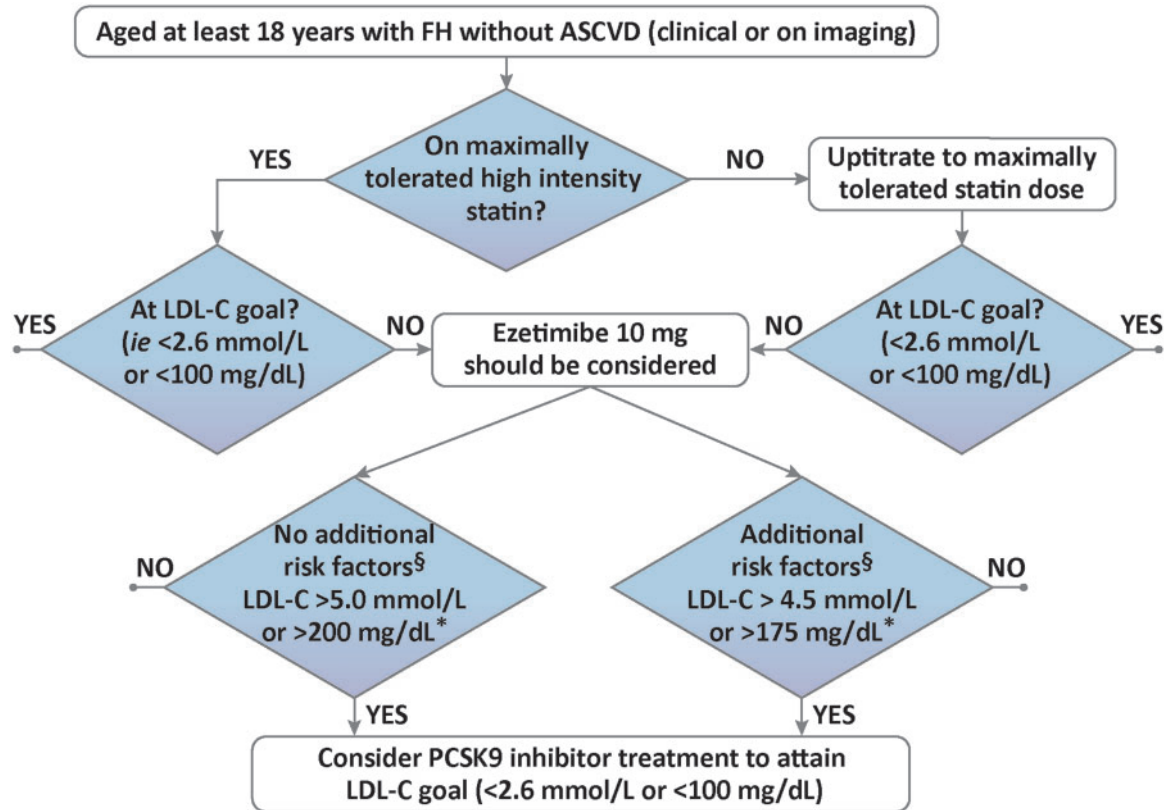 Aged at least 18 years with FH without ASCVD (clinical or on imaging)
YES
On maximally
tolerated high intensity
statin?
NO
Uptitrate to maximally
tolerated statin dose
YES
At LDL-C goal?
(ie <2.6 mmol/L
or <100 mg/dL)
NO
Ezetimibe 10 mg
should be considered
NO
At LDL-C goal?
(<2.6 mmol/L
or <100 mg/dL)
YES
NO
No additional
risk factors§
LDL-C >5.0 mmol/L
or >200 mg/dL*
Additional
risk factors§
LDL-C > 4.5 mmol/L
or >175 mg/dL*
NO
YES
YES
Consider PCSK9 inhibitor treatment to attain
LDL-C goal (<2.6 mmol/L or <100 mg/dL)